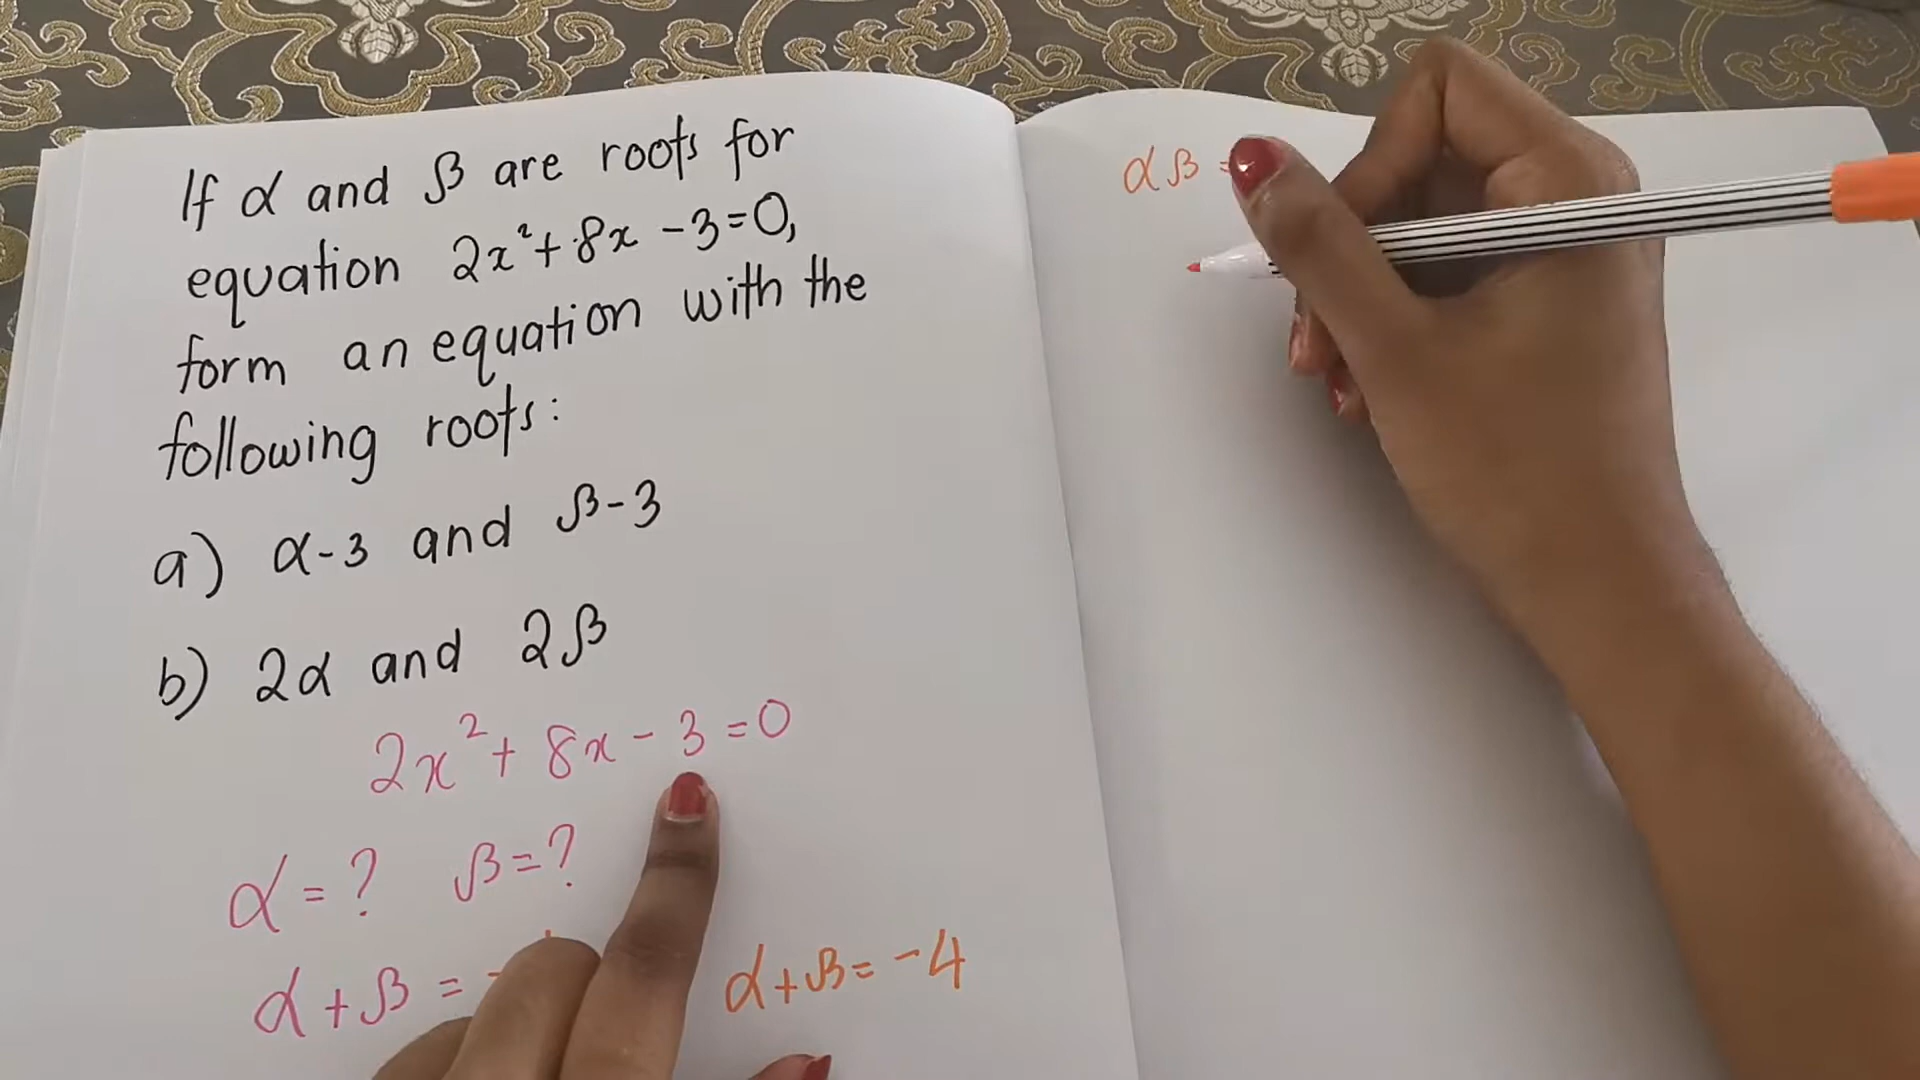 If α and β are roots for
equation 2x²+8x-3=0,
form an equation with the
following roots:
a) α-3 and β-3
b) 2α and 2β
2x²+8x-3=0
α=? β=?
α+β=-
α+β=-4
αβ=